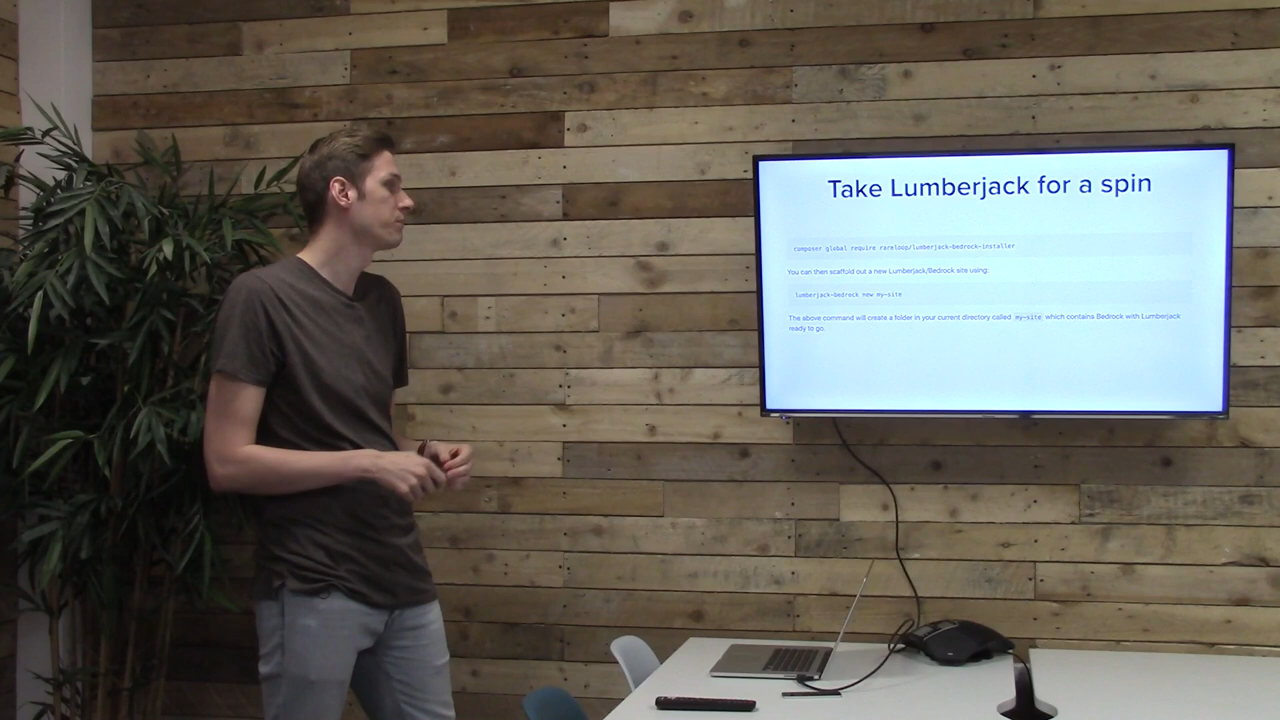 Take Lumberjack for a spin
composer global require rareloop/lumberjack-bedrock-installer
You can then scaffold out a new Lumberjack/Bedrock site using:
lumberjack-bedrock new my-site
The above command will create a folder in your current directory called my-site which contains Bedrock with Lumberjack
ready to go.